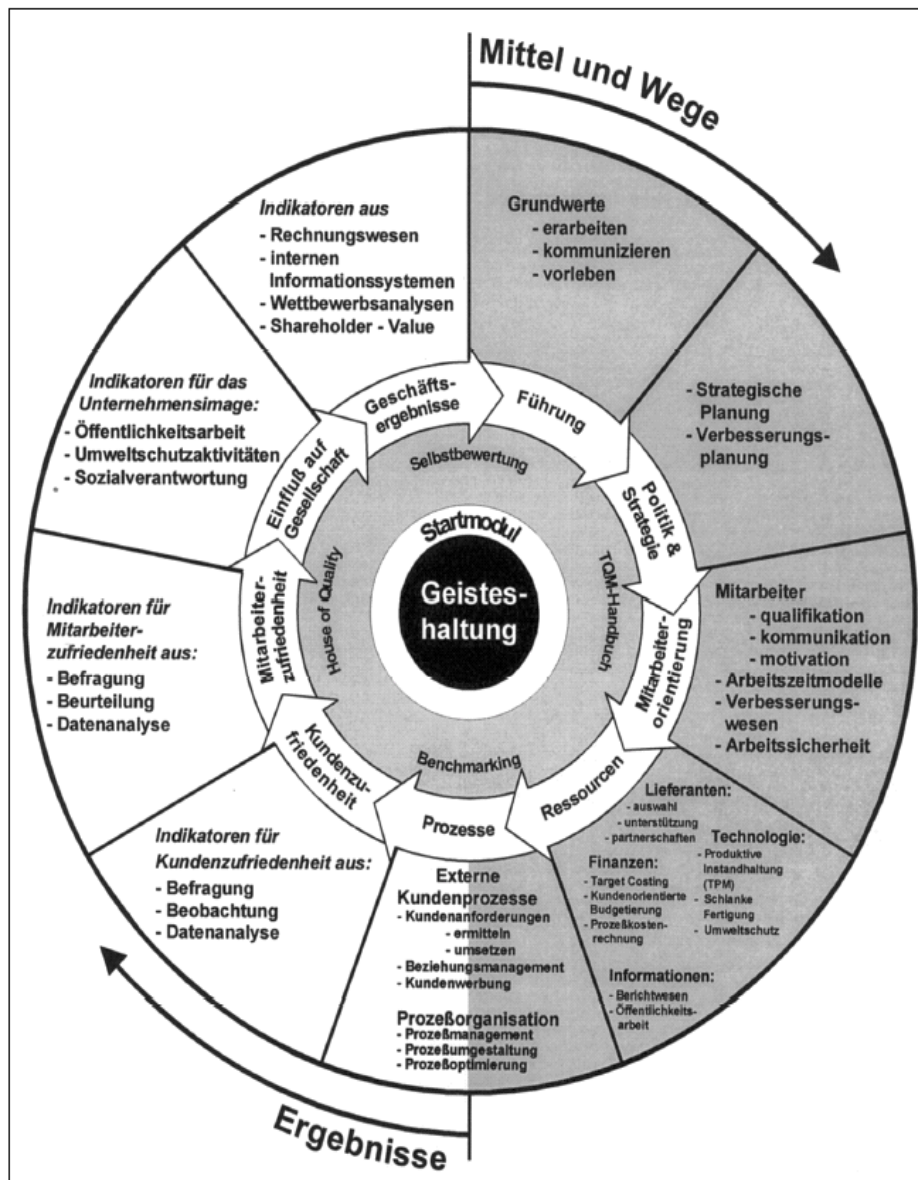 Mittel und Wege
Grundwerte
- erarbeiten
- kommunizieren
- vorleben
- Strategische
Planung
- Verbesserungs-
planung
Mitarbeiter
- qualifikation
- kommunikation
- motivation
- Arbeitszeitmodelle
- Verbesserungs-
wesen
- Arbeitssicherheit
Lieferanten:
- auswahl
- unterstützung
- partnerschaften
Technologie:
- Produktive
Instandhaltung
(TPM)
- Schlanke
Fertigung
- Umweltschutz
Finanzen:
- Target Costing
- Kundenorientierte
Budgetierung
- Prozeßkosten-
rechnung
Informationen:
- Berichtwesen
- Öffentlichkeits-
arbeit
Externe
Kundenprozesse
- Kundenanforderungen
- ermitteln
- umsetzen
- Beziehungsmanagement
- Kundenwerbung
Prozeßorganisation
- Prozeßmanagement
- Prozeßumgestaltung
- Prozeßoptimierung
Ergebnisse
Indikatoren für
Kundenzufriedenheit aus:
- Befragung
- Beobachtung
- Datenanalyse
Indikatoren für
Mitarbeiter-
zufriedenheit aus:
- Befragung
- Beurteilung
- Datenanalyse
Indikatoren für das
Unternehmensimage:
- Öffentlichkeitsarbeit
- Umweltschutzaktivitäten
- Sozialverantwortung
Indikatoren aus
- Rechnungswesen
- internen
Informationssystemen
- Wettbewerbsanalysen
- Shareholder - Value
Führung
Politik &
Strategie
Mitarbeiter-
orientierung
Ressourcen
Prozesse
Kundenzu-
friedenheit
Mitarbeiter-
zufriedenheit
Einfluß auf
Gesellschaft
Geschäfts-
ergebnisse
Selbstbewertung
TQM-Handbuch
Benchmarking
House of Quality
Startmodul
Geistes-
haltung